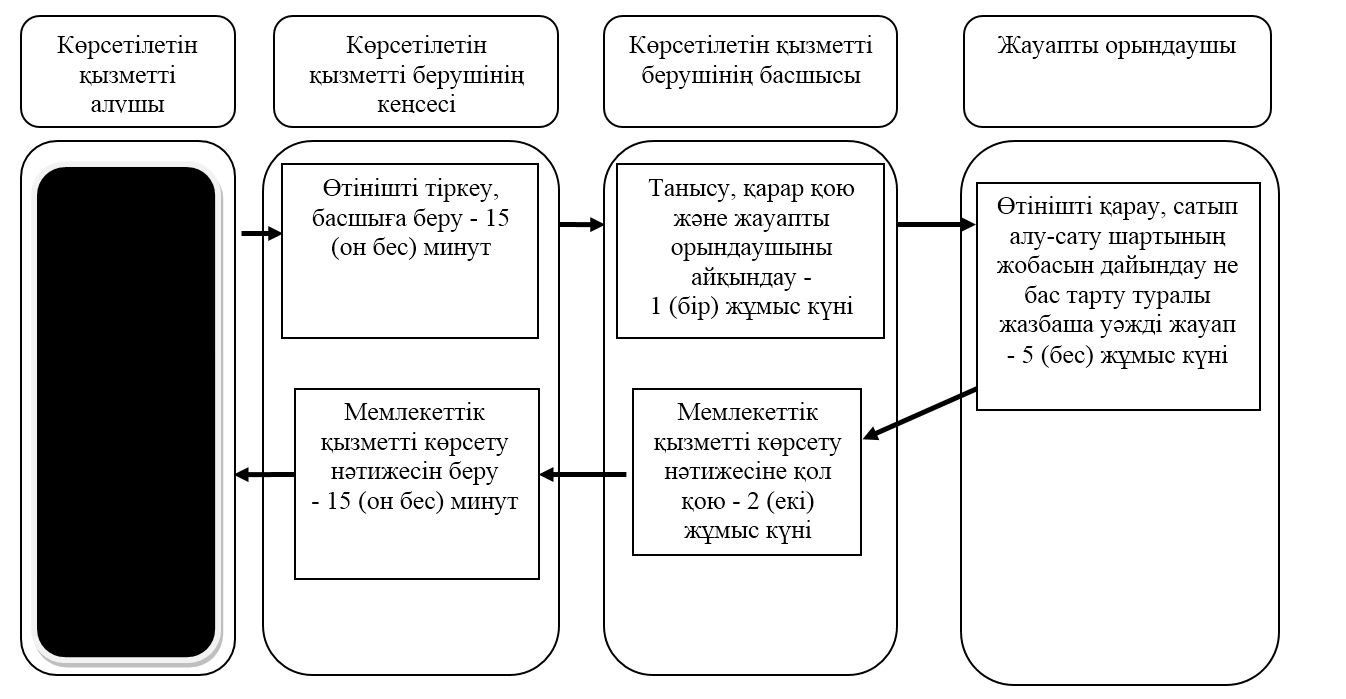 Көрсетілетін
қызметті
алушы
Көрсетілетін
қызметті берушінің
кеңсесі
Көрсетілетін қызметті
берушінің басшысы
Жауапты орындаушы
Өтінішті тіркеу,
басшыға беру - 15
(он бес) минут
Танысу, қарар қою
және жауапты
орындаушыны
айқындау -
1 (бір) жұмыс күні
Өтінішті қарау, сатып
алу-сату шартының
жобасын дайындау не
бас тарту туралы
жазбаша уәжді жауап
- 5 (бес) жұмыс күні
Мемлекеттік
қызметті көрсету
нәтижесіне қол
қою - 2 (екі)
жұмыс күні
Мемлекеттік
қызметті көрсету
нәтижесін беру
- 15 (он бес) минут